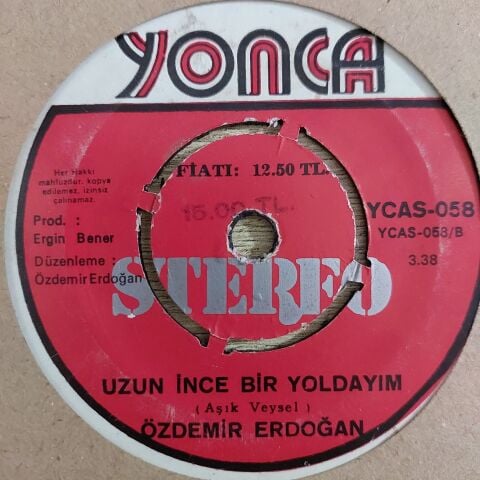 YONCA
Her Hakkı
mahfuzdur. kopya
edilemez, izinsiz
çalınamaz.
FİATI: 12.50 TL.
15.00 TL.
YCAS-058
YCAS-058/B
Prod. :
Ergin Bener
3.38
Düzenleme :
Özdemir Erdoğan
STEREO
UZUN İNCE BİR YOLDAYIM
( Aşık Veysel )
ÖZDEMİR ERDOĞAN